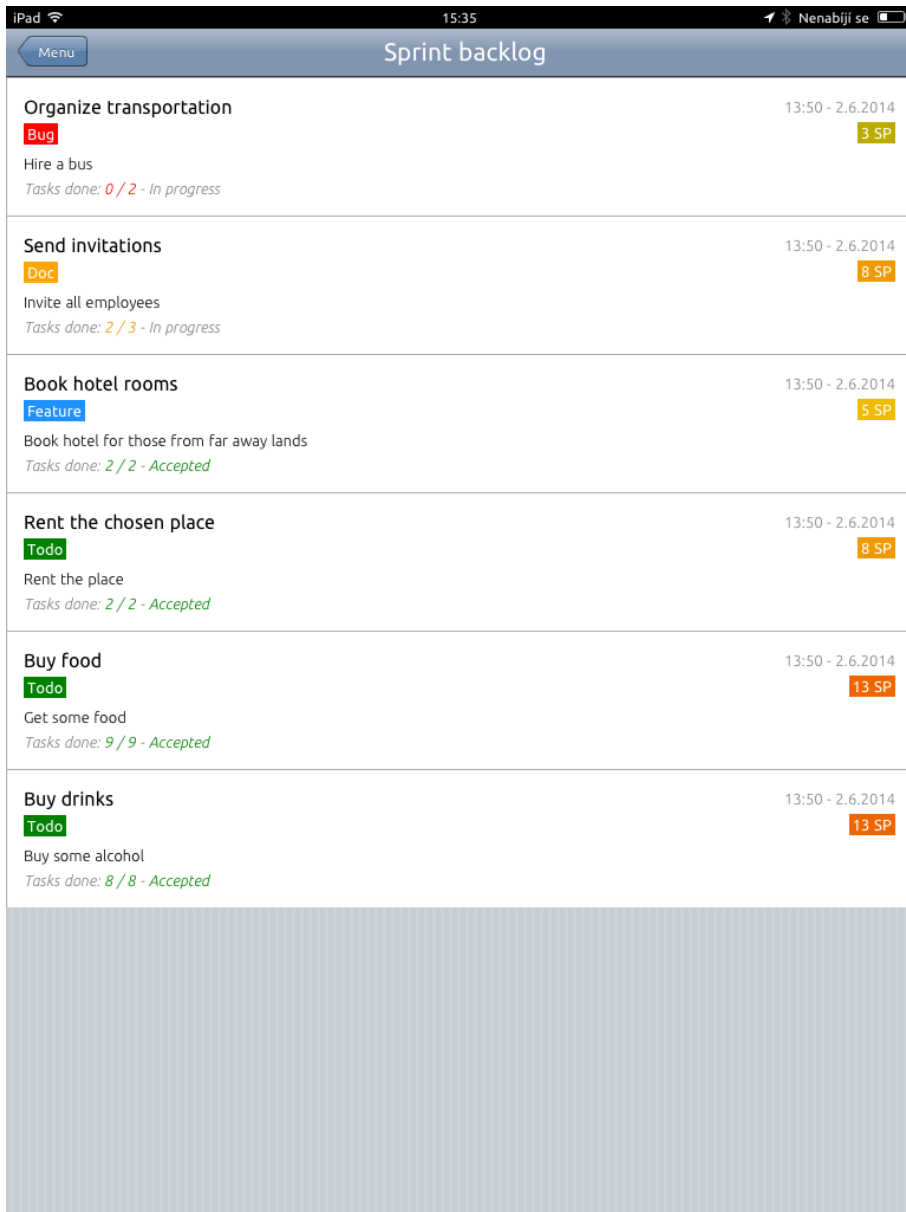 iPad 15:35 Nenabíjí se
Menu Sprint backlog
Organize transportation 13:50 - 2.6.2014
Bug 3 SP
Hire a bus
Tasks done: 0 / 2 - In progress
Send invitations 13:50 - 2.6.2014
Doc 8 SP
Invite all employees
Tasks done: 2 / 3 - In progress
Book hotel rooms 13:50 - 2.6.2014
Feature 5 SP
Book hotel for those from far away lands
Tasks done: 2 / 2 - Accepted
Rent the chosen place 13:50 - 2.6.2014
Todo 8 SP
Rent the place
Tasks done: 2 / 2 - Accepted
Buy food 13:50 - 2.6.2014
Todo 13 SP
Get some food
Tasks done: 9 / 9 - Accepted
Buy drinks 13:50 - 2.6.2014
Todo 13 SP
Buy some alcohol
Tasks done: 8 / 8 - Accepted